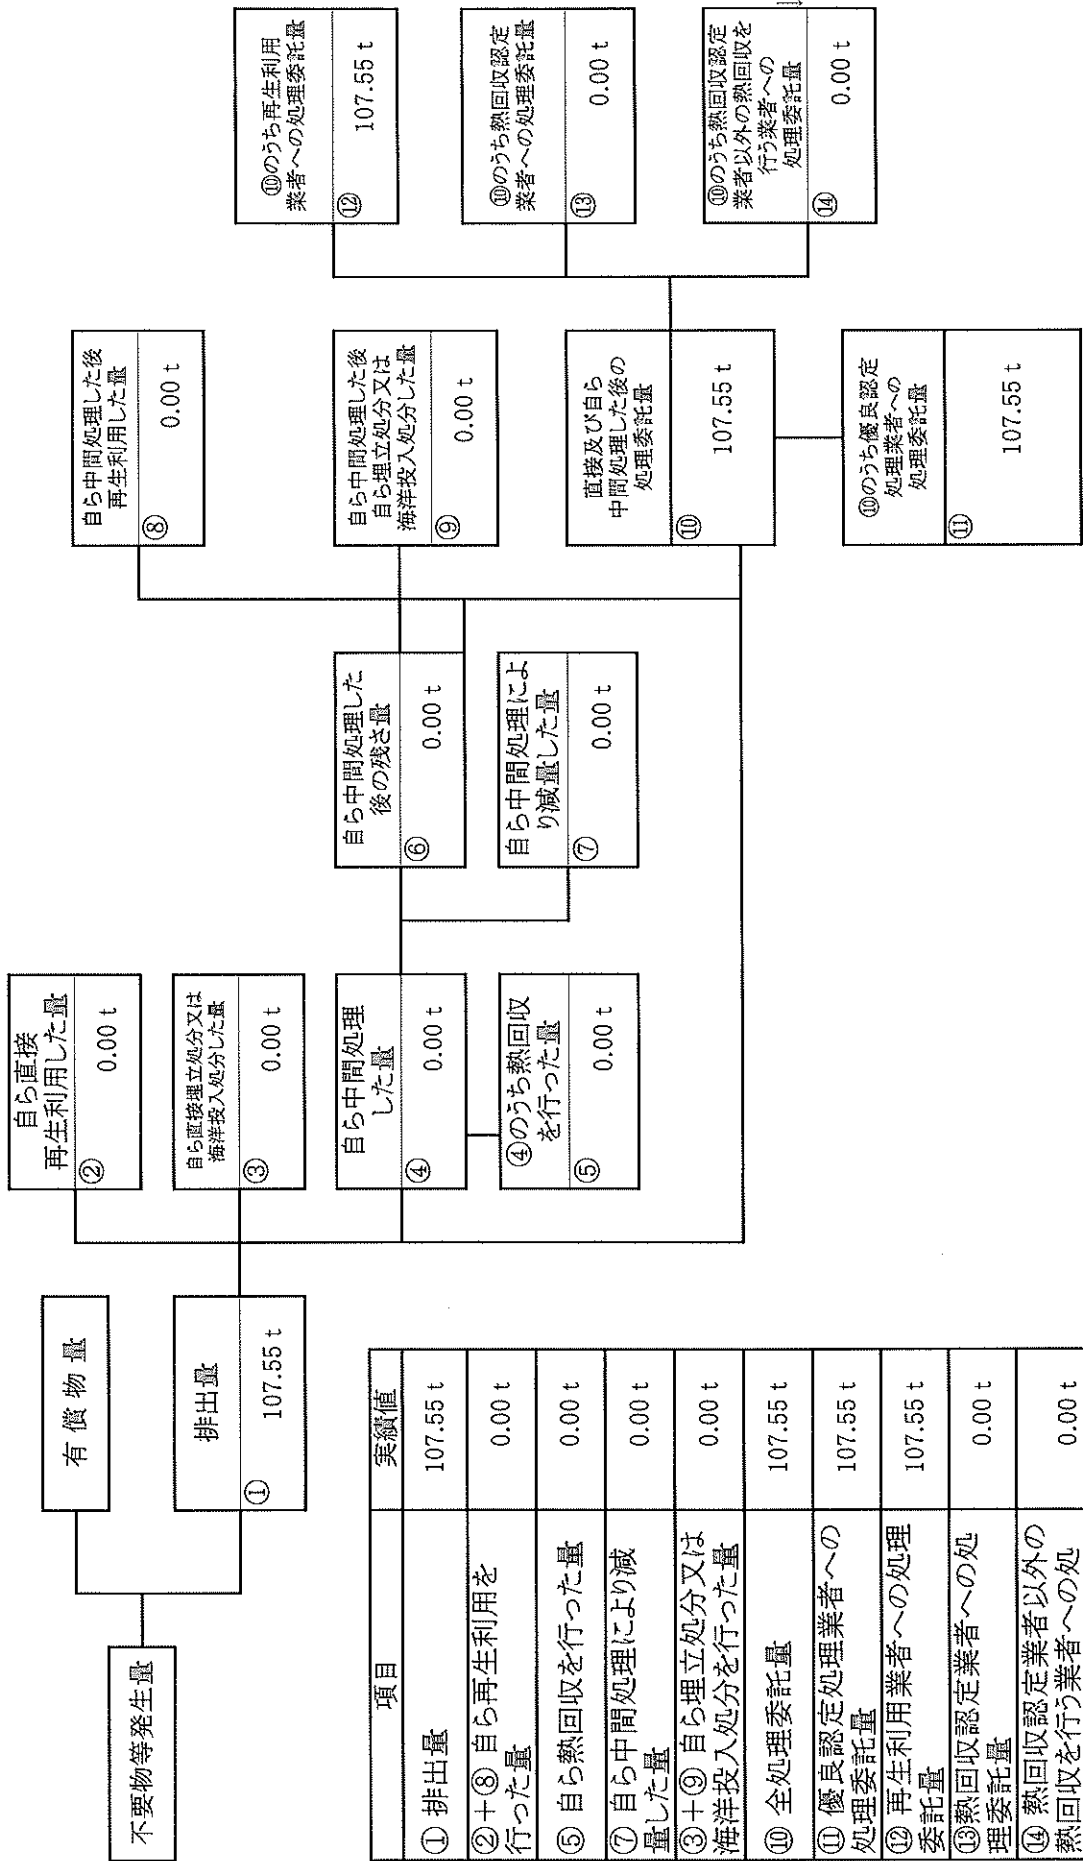 不要物等発生量
有 償 物 量
排出量
① 107.55 t
自ら直接
再生利用した量
② 0.00 t
自ら直接埋立処分又は
海洋投入処分した量
③ 0.00 t
自ら中間処理
した量
④ 0.00 t
④のうち熱回収
を行った量
⑤ 0.00 t
自ら中間処理した
後の残さ量
⑥ 0.00 t
自ら中間処理によ
り減量した量
⑦ 0.00 t
自ら中間処理した後
再生利用した量
⑧ 0.00 t
自ら中間処理した後
自ら埋立処分又は
海洋投入処分した量
⑨ 0.00 t
直接及び自ら
中間処理した後の
処理委託量
⑩ 107.55 t
⑩のうち優良認定
処理業者への
処理委託量
⑪ 107.55 t
⑩のうち再生利用
業者への処理委託量
⑫ 107.55 t
⑩のうち熱回収認定
業者への処理委託量
⑬ 0.00 t
⑩のうち熱回収認定
業者以外の熱回収を
行う業者への
処理委託量
⑭ 0.00 t
項目 実績値
① 排出量 107.55 t
②+⑧ 自ら再生利用を
行った量 0.00 t
⑤ 自ら熱回収を行った量 0.00 t
⑦ 自ら中間処理により減
量した量 0.00 t
③+⑨ 自ら埋立処分又は
海洋投入処分を行った量 0.00 t
⑩ 全処理委託量 107.55 t
⑪ 優良認定処理業者への
処理委託量 107.55 t
⑫ 再生利用業者への処理
委託量 107.55 t
⑬熱回収認定業者への処
理委託量 0.00 t
⑭ 熱回収認定業者以外の
熱回収を行う業者への処 0.00 t